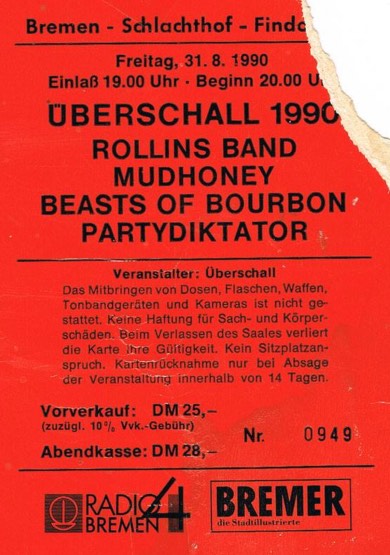 Bremen - Schlachthof - Findo
Freitag, 31. 8. 1990
Einlaß 19.00 Uhr · Beginn 20.00 U
ÜBERSCHALL 1990
ROLLINS BAND
MUDHONEY
BEASTS OF BOURBON
PARTYDIKTATOR
Veranstalter: Überschall
Das Mitbringen von Dosen, Flaschen, Waffen,
Tonbandgeräten und Kameras ist nicht ge-
stattet. Keine Haftung für Sach- und Körper-
schäden. Beim Verlassen des Saales verliert
die Karte ihre Gültigkeit. Kein Sitzplatzan-
spruch. Kartenrücknahme nur bei Absage
der Veranstaltung innerhalb von 14 Tagen.
Vorverkauf: DM 25,–
(zuzügl. 10% Vvk.-Gebühr)
Nr. 0949
Abendkasse: DM 28,–
RADIO 4
BREMEN
BREMER
die Stadtillustrierte